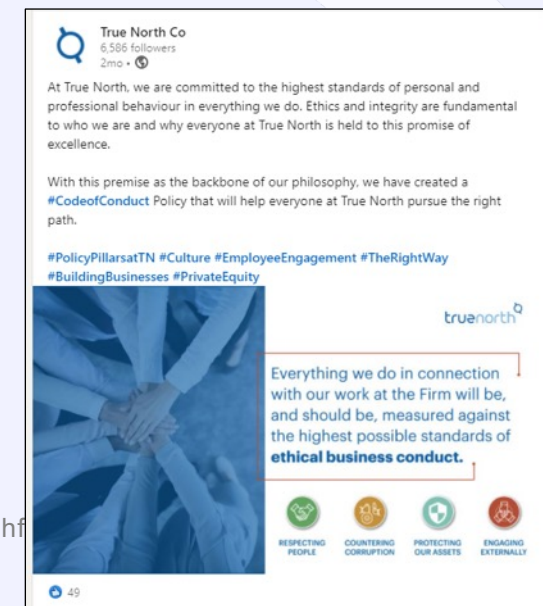 True North Co
6,586 followers
2mo •
At True North, we are committed to the highest standards of personal and
professional behaviour in everything we do. Ethics and integrity are fundamental
to who we are and why everyone at True North is held to this promise of
excellence.
With this premise as the backbone of our philosophy, we have created a
#CodeofConduct Policy that will help everyone at True North pursue the right
path.
#PolicyPillarsatTN #Culture #EmployeeEngagement #TheRightWay
#BuildingBusinesses #PrivateEquity
truenorth
Everything we do in connection
with our work at the Firm will be,
and should be, measured against
the highest possible standards of
ethical business conduct.
RESPECTING
PEOPLE
COUNTERING
CORRUPTION
PROTECTING
OUR ASSETS
ENGAGING
EXTERNALLY
49